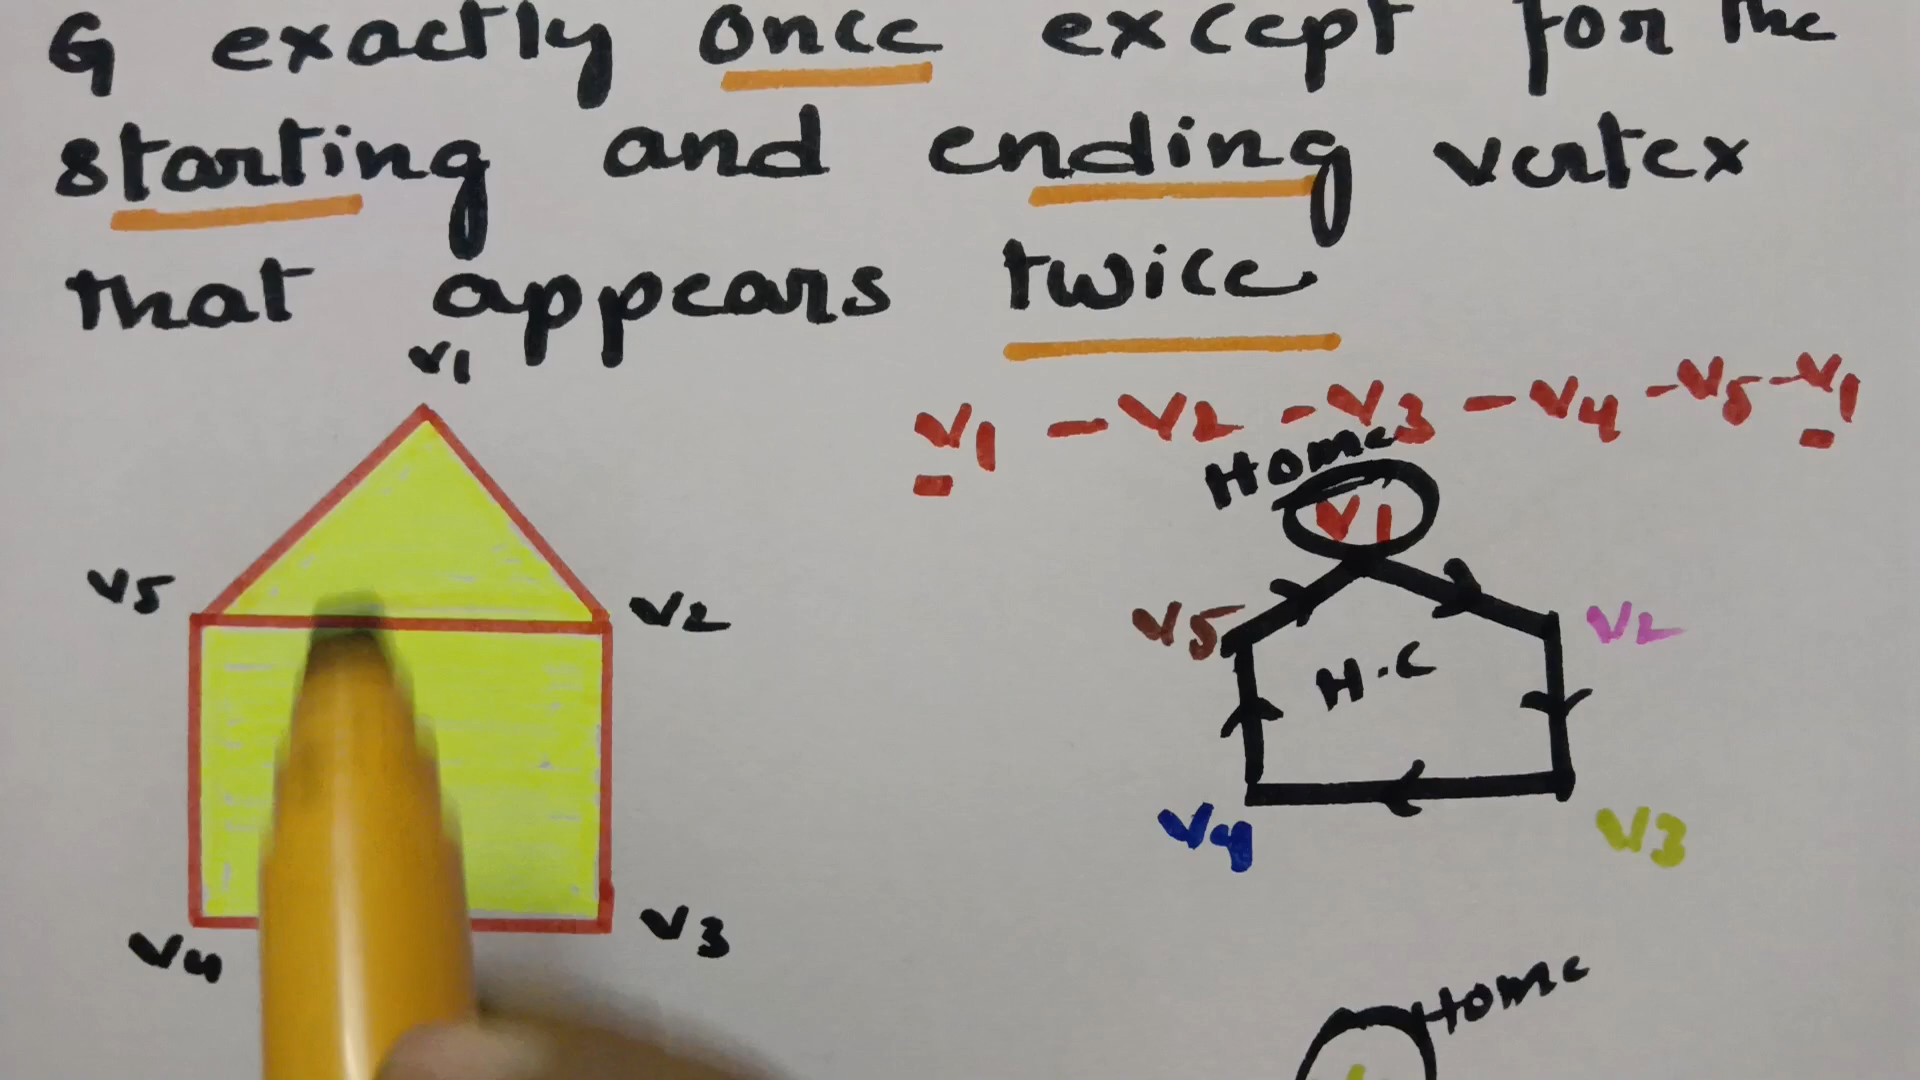 G exactly once except for the
starting and ending vertex
that appears twice
v1
v5
v2
v4
v3
v1 - v2 - v3 - v4 - v5 - v1
Home
v1
v5
v2
H.C
v4
v3
Home